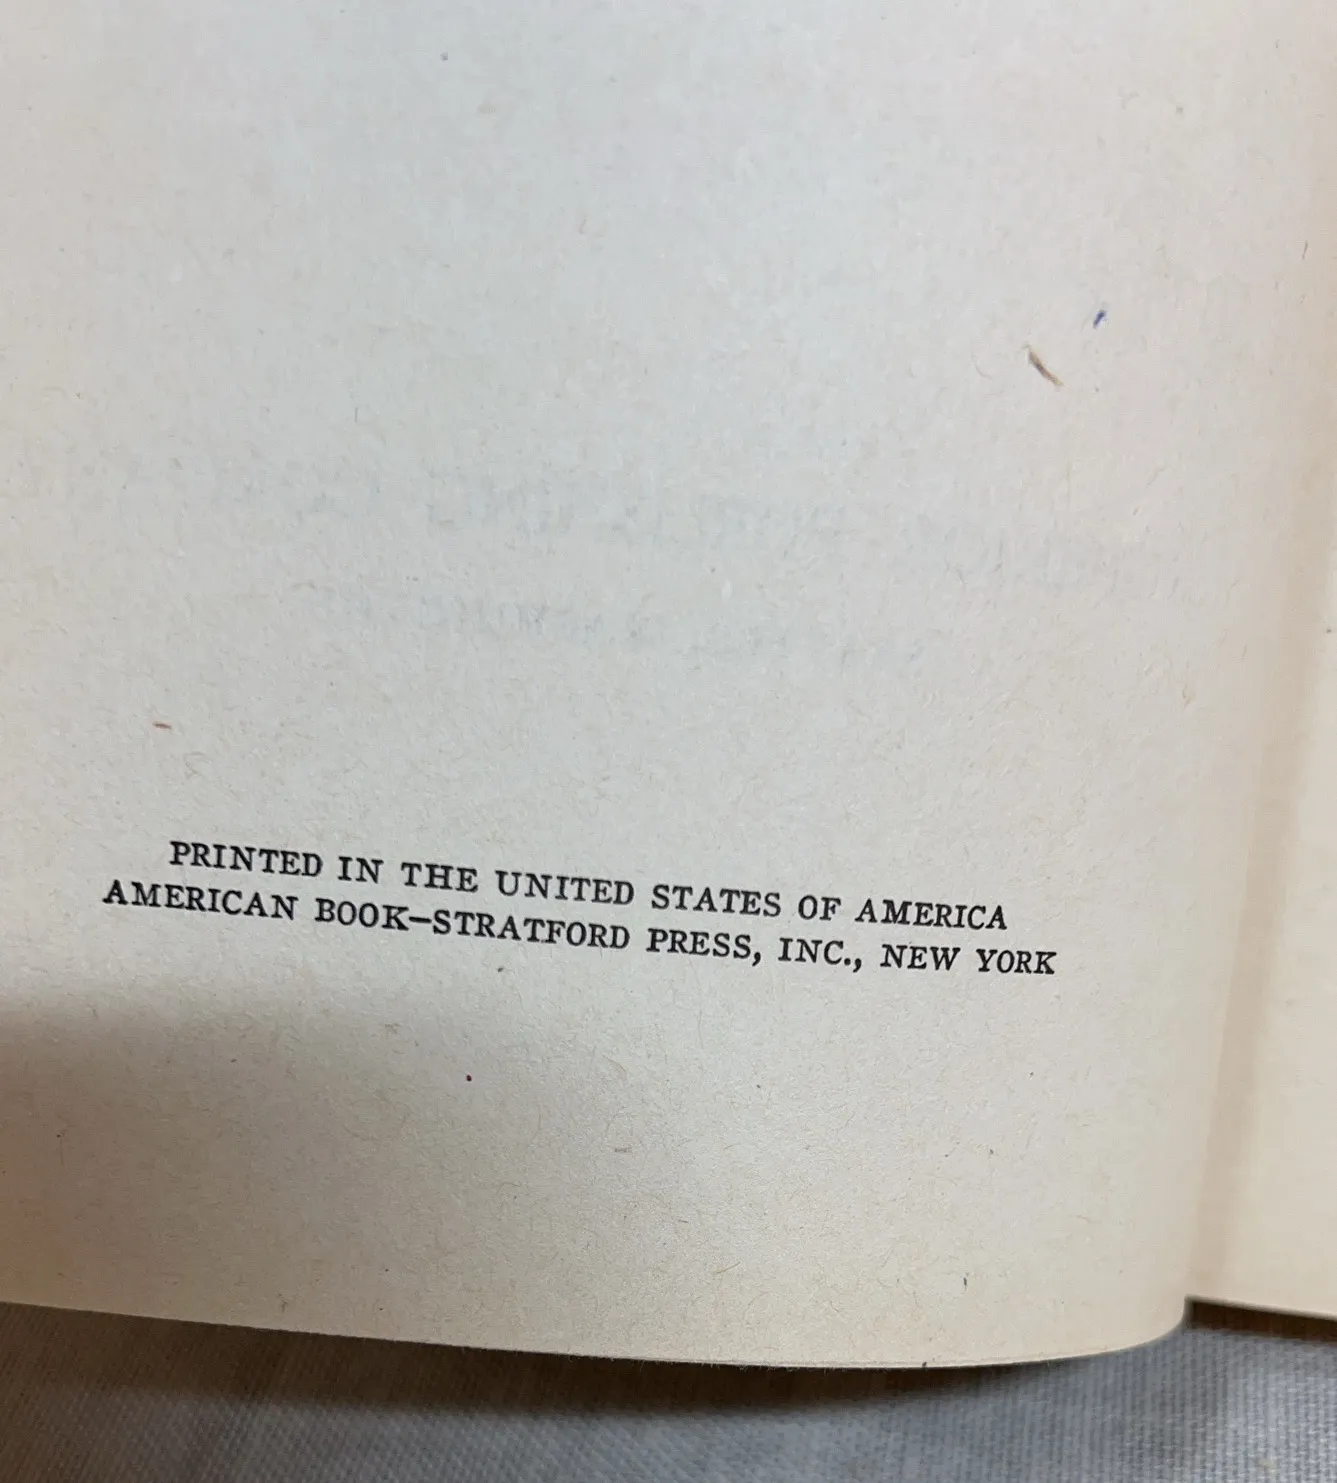 PRINTED IN THE UNITED STATES OF AMERICA
AMERICAN BOOK—STRATFORD PRESS, INC., NEW YORK